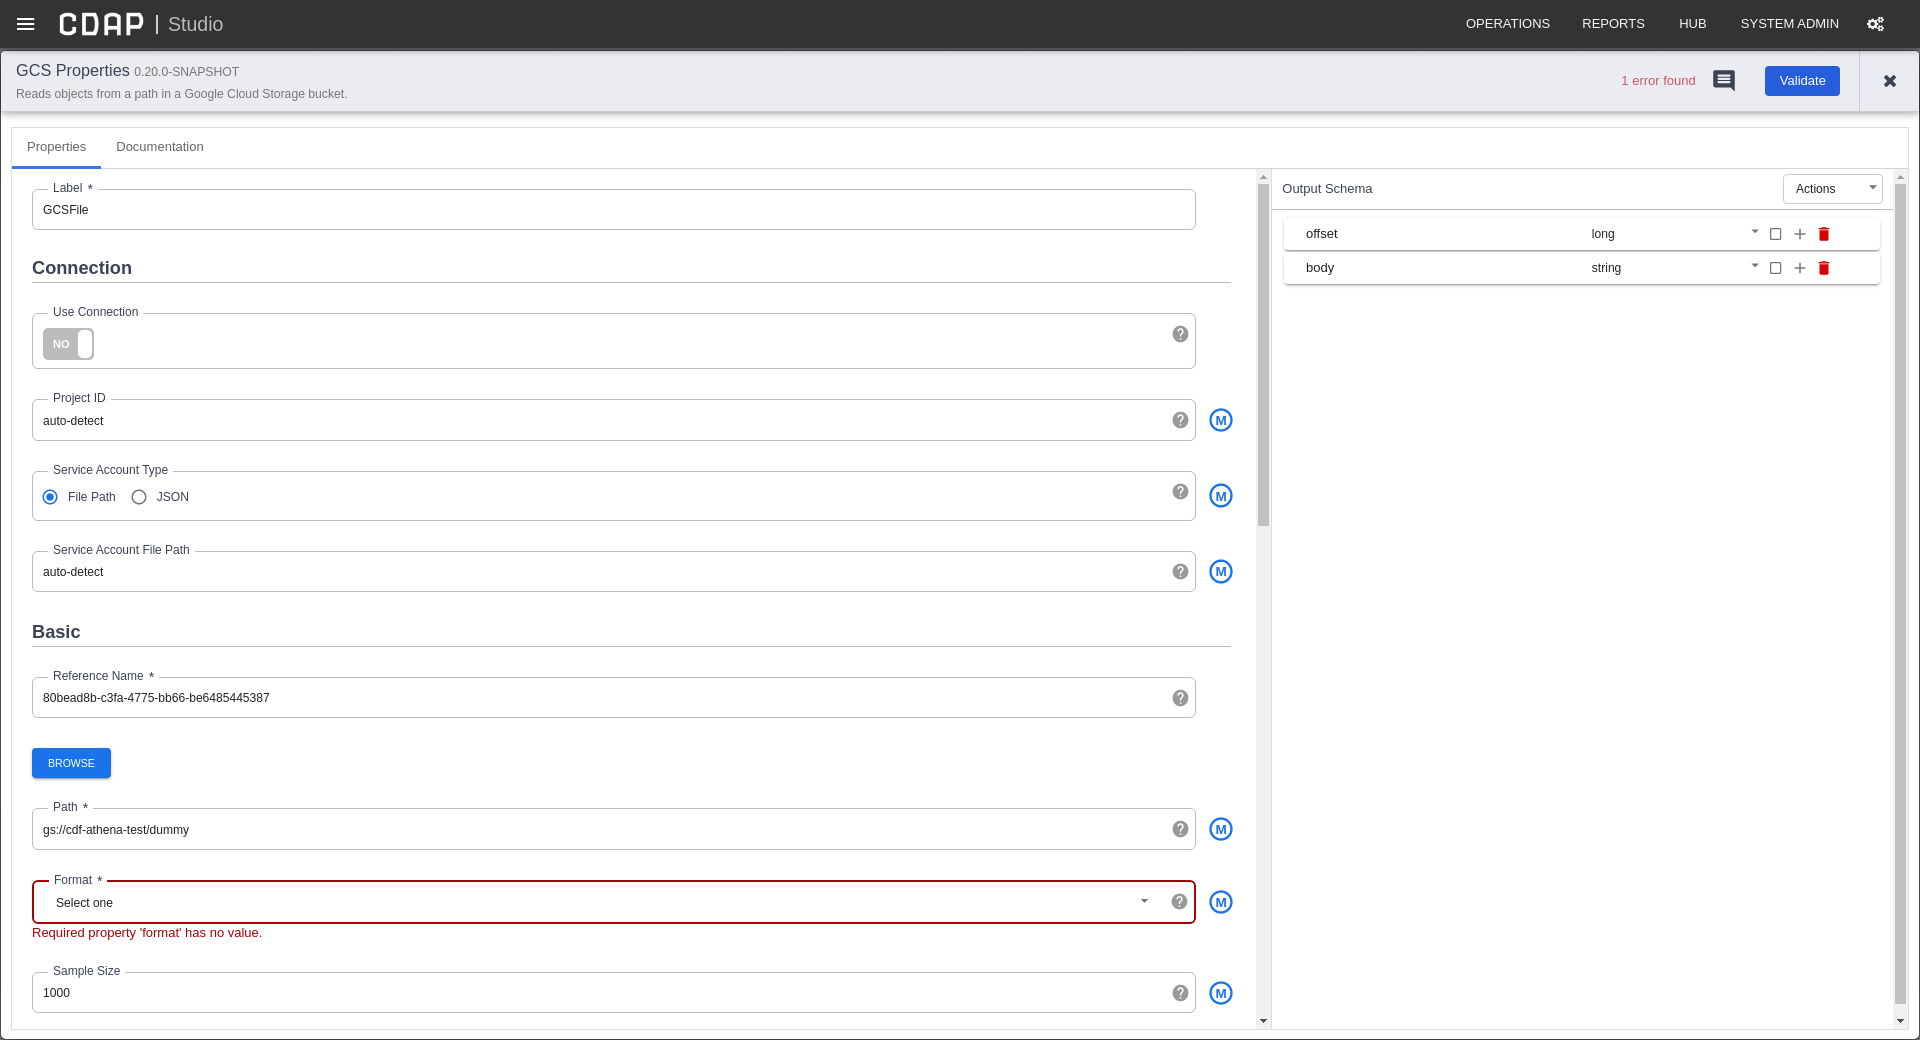 CDAP | Studio
OPERATIONS REPORTS HUB SYSTEM ADMIN
GCS Properties 0.20.0-SNAPSHOT
Reads objects from a path in a Google Cloud Storage bucket.
1 error found
Validate
Properties Documentation
Label *
GCSFile
Connection
Use Connection
NO
Project ID
auto-detect
M
Service Account Type
File Path JSON
M
Service Account File Path
auto-detect
M
Basic
Reference Name *
80bead8b-c3fa-4775-bb66-be6485445387
BROWSE
Path *
gs://cdf-athena-test/dummy
M
Format *
Select one
M
Required property 'format' has no value.
Sample Size
1000
M
Output Schema
Actions
offset long
body string